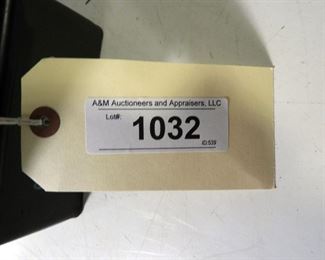 A&M Auctioneers and Appraisers, LLC
Lot#:
1032
ID:539